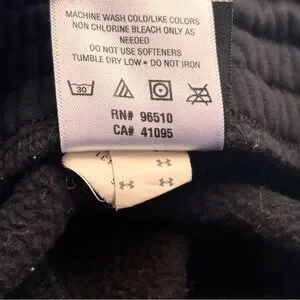 MACHINE WASH COLD/LIKE COLORS
NON CHLORINE BLEACH ONLY AS
NEEDED
DO NOT USE SOFTENERS
TUMBLE DRY LOW • DO NOT IRON
30
RN# 96510
CA# 41095